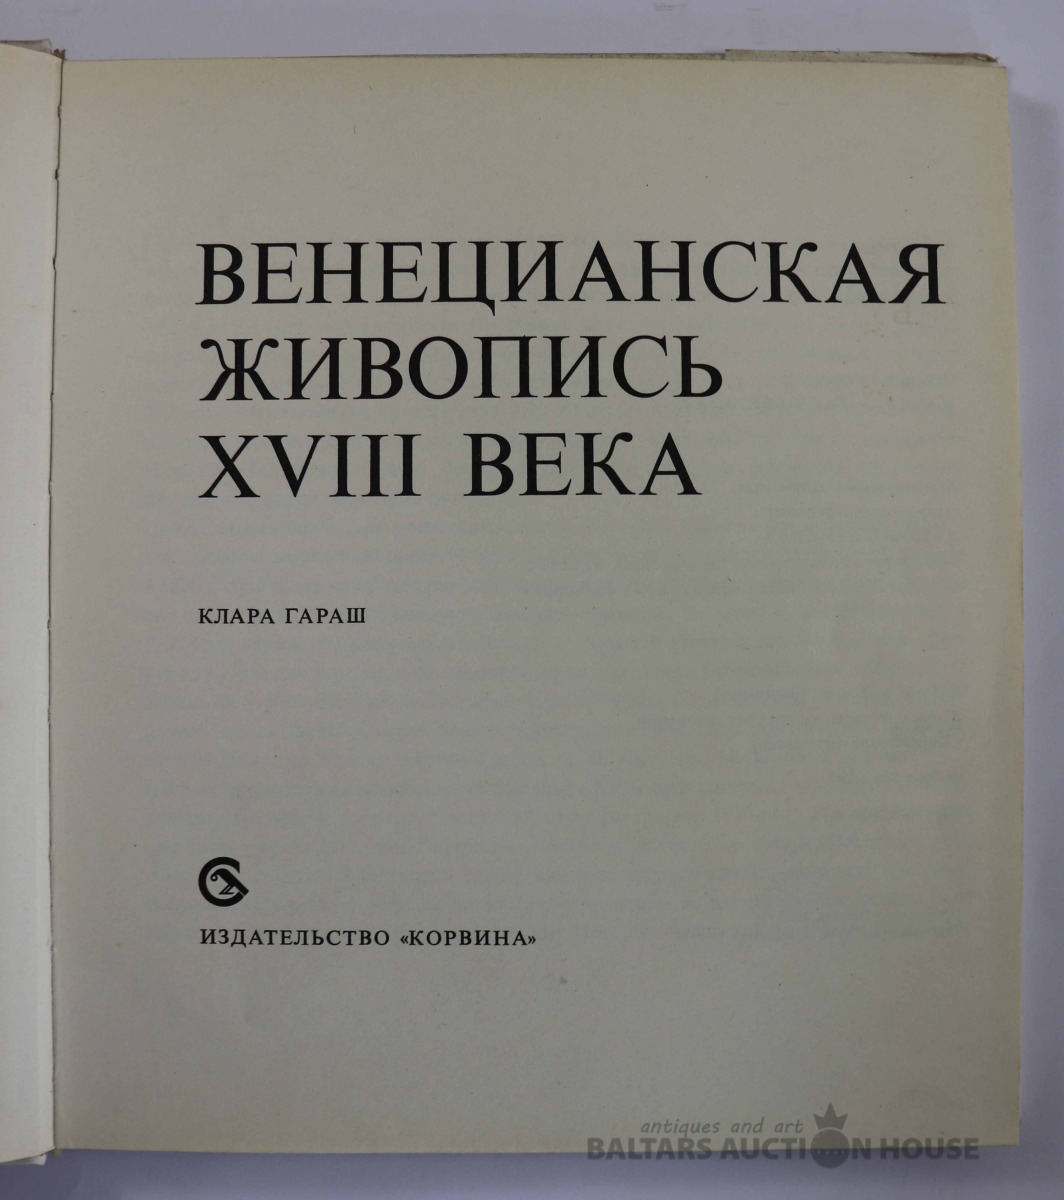 ВЕНЕЦИАНСКАЯ
ЖИВОПИСЬ
XVIII ВЕКА
КЛАРА ГАРАШ
ИЗДАТЕЛЬСТВО «КОРВИНА»
antiques and art
BALTARS AUCTION HOUSE